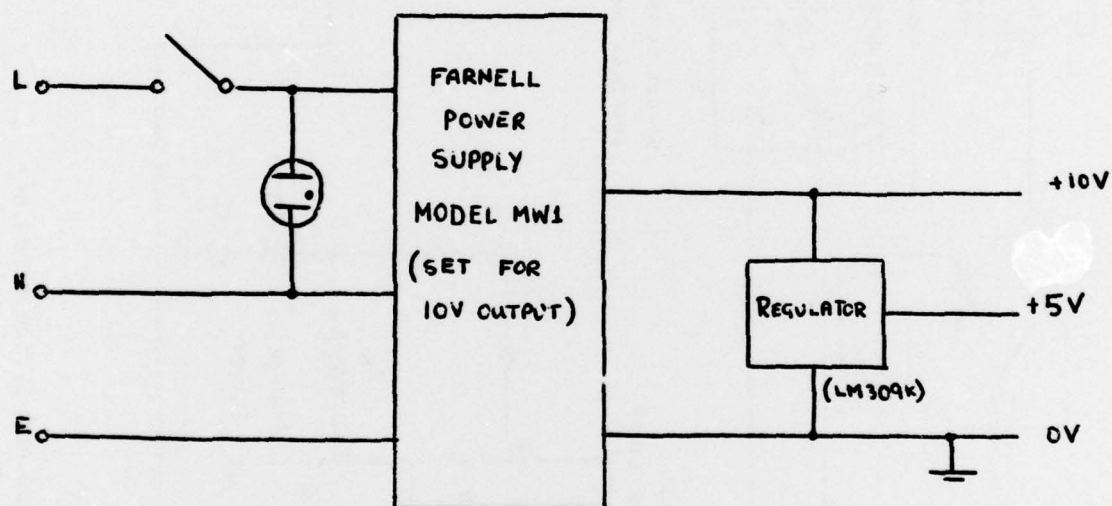 L
FARNELL
POWER
SUPPLY
MODEL MW1
(SET FOR
10V OUTPUT)
N
E
+10V
REGULATOR
+5V
(LM309K)
0V